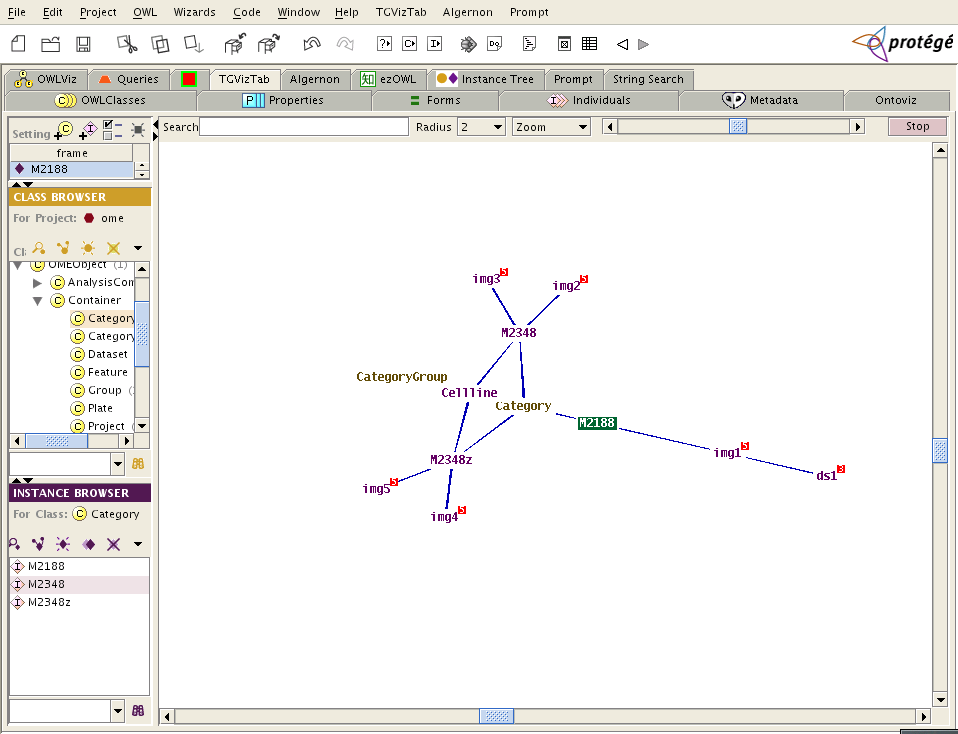 File Edit Project OWL Wizards Code Window Help TGVizTab Algernon Prompt
protégé
OWLViz Queries TGVizTab Algernon 知 ezOWL Instance Tree Prompt String Search
OWLClasses Properties Forms Individuals Metadata Ontoviz
Setting
Search Radius 2 Zoom Stop
frame
M2188
CLASS BROWSER
For Project: ome
Cl:
OMEObject (1)
AnalysisCom
Container
Category
Category
Dataset
Feature
Group
Plate
Project
INSTANCE BROWSER
For Class: Category
M2188
M2348
M2348z
img3 5
img2 5
M2348
CategoryGroup
Cellline
Category
M2188
img1 5
M2348z
ds1 3
img5 5
img4 5